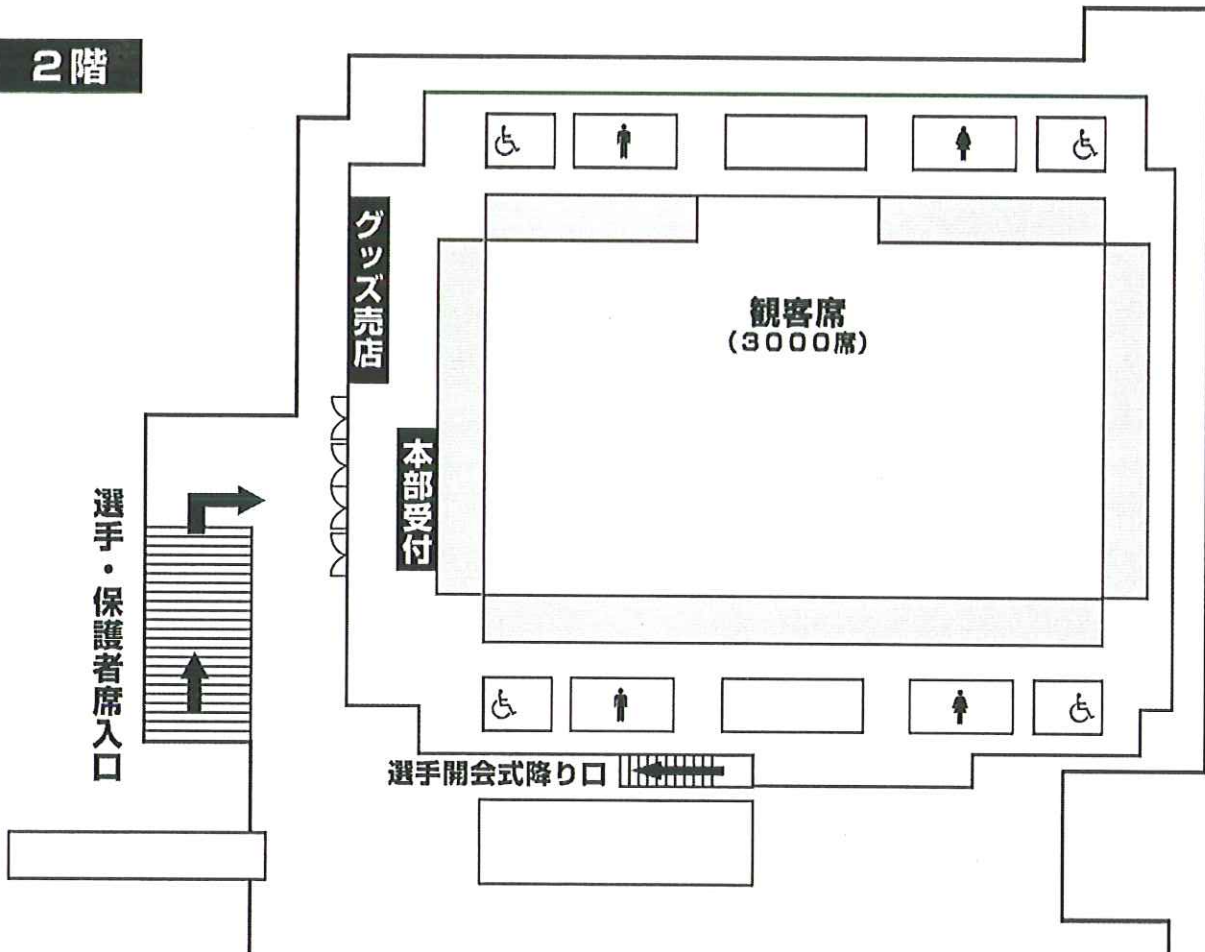 2階
グッズ売店
観客席
(3000席)
本部受付
選手・保護者席入口
選手開会式降り口